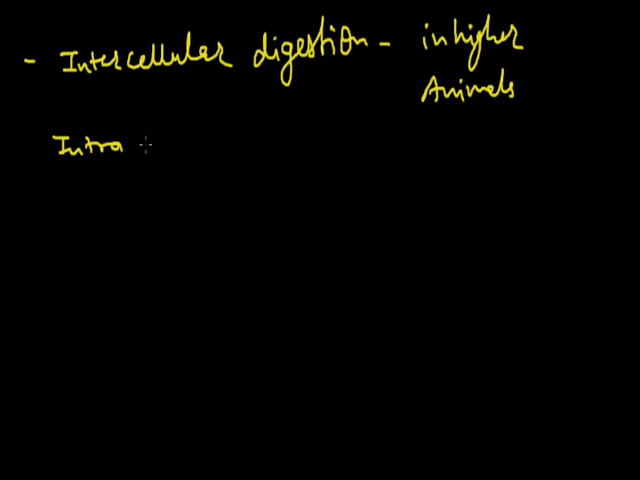 - Intercellular digestion - in higher
Animals
Intra